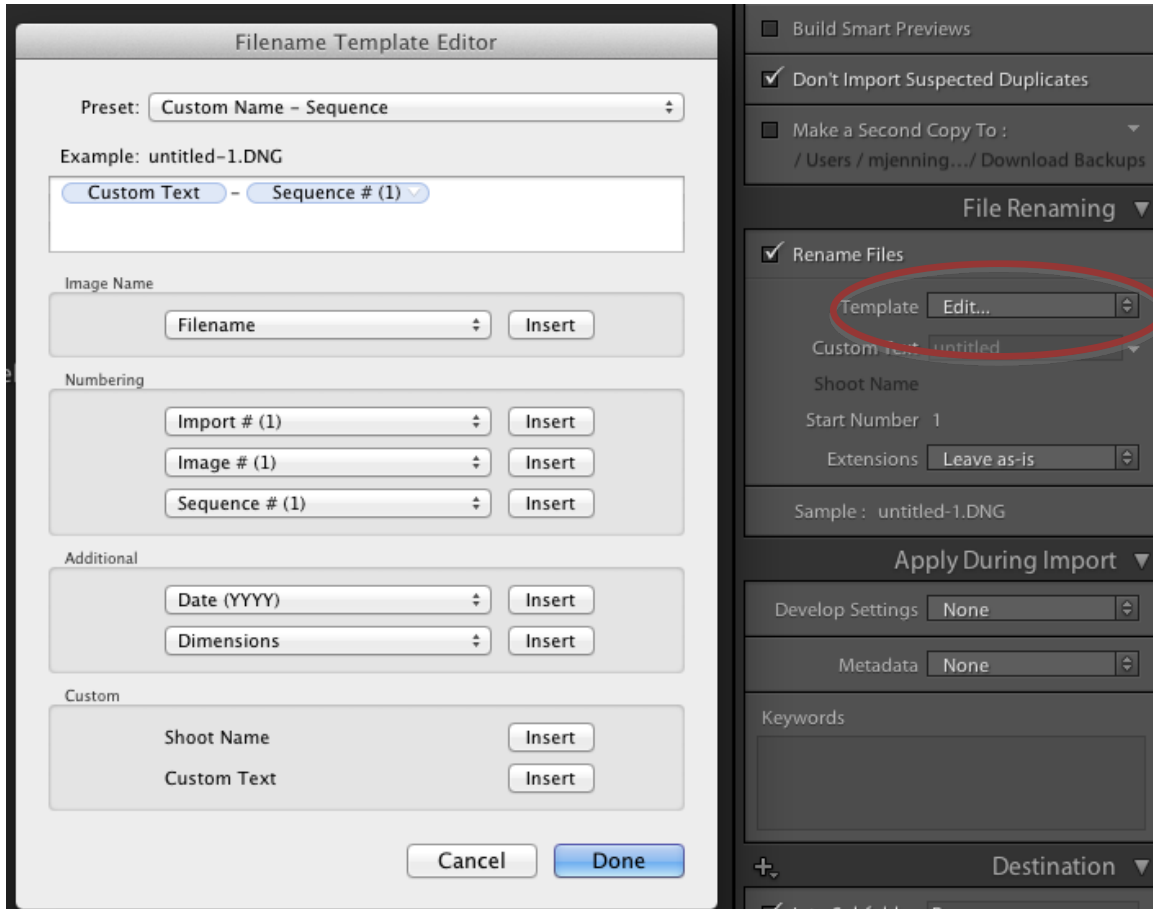 Filename Template Editor
Preset: Custom Name – Sequence
Example: untitled-1.DNG
Custom Text – Sequence # (1)
Image Name
Filename Insert
Numbering
Import # (1) Insert
Image # (1) Insert
Sequence # (1) Insert
Additional
Date (YYYY) Insert
Dimensions Insert
Custom
Shoot Name Insert
Custom Text Insert
Cancel Done
Build Smart Previews
Don't Import Suspected Duplicates
Make a Second Copy To :
/ Users / mjenning.../ Download Backups
File Renaming
Rename Files
Template Edit...
Custom Text untitled
Shoot Name
Start Number 1
Extensions Leave as-is
Sample : untitled-1.DNG
Apply During Import
Develop Settings None
Metadata None
Keywords
Destination